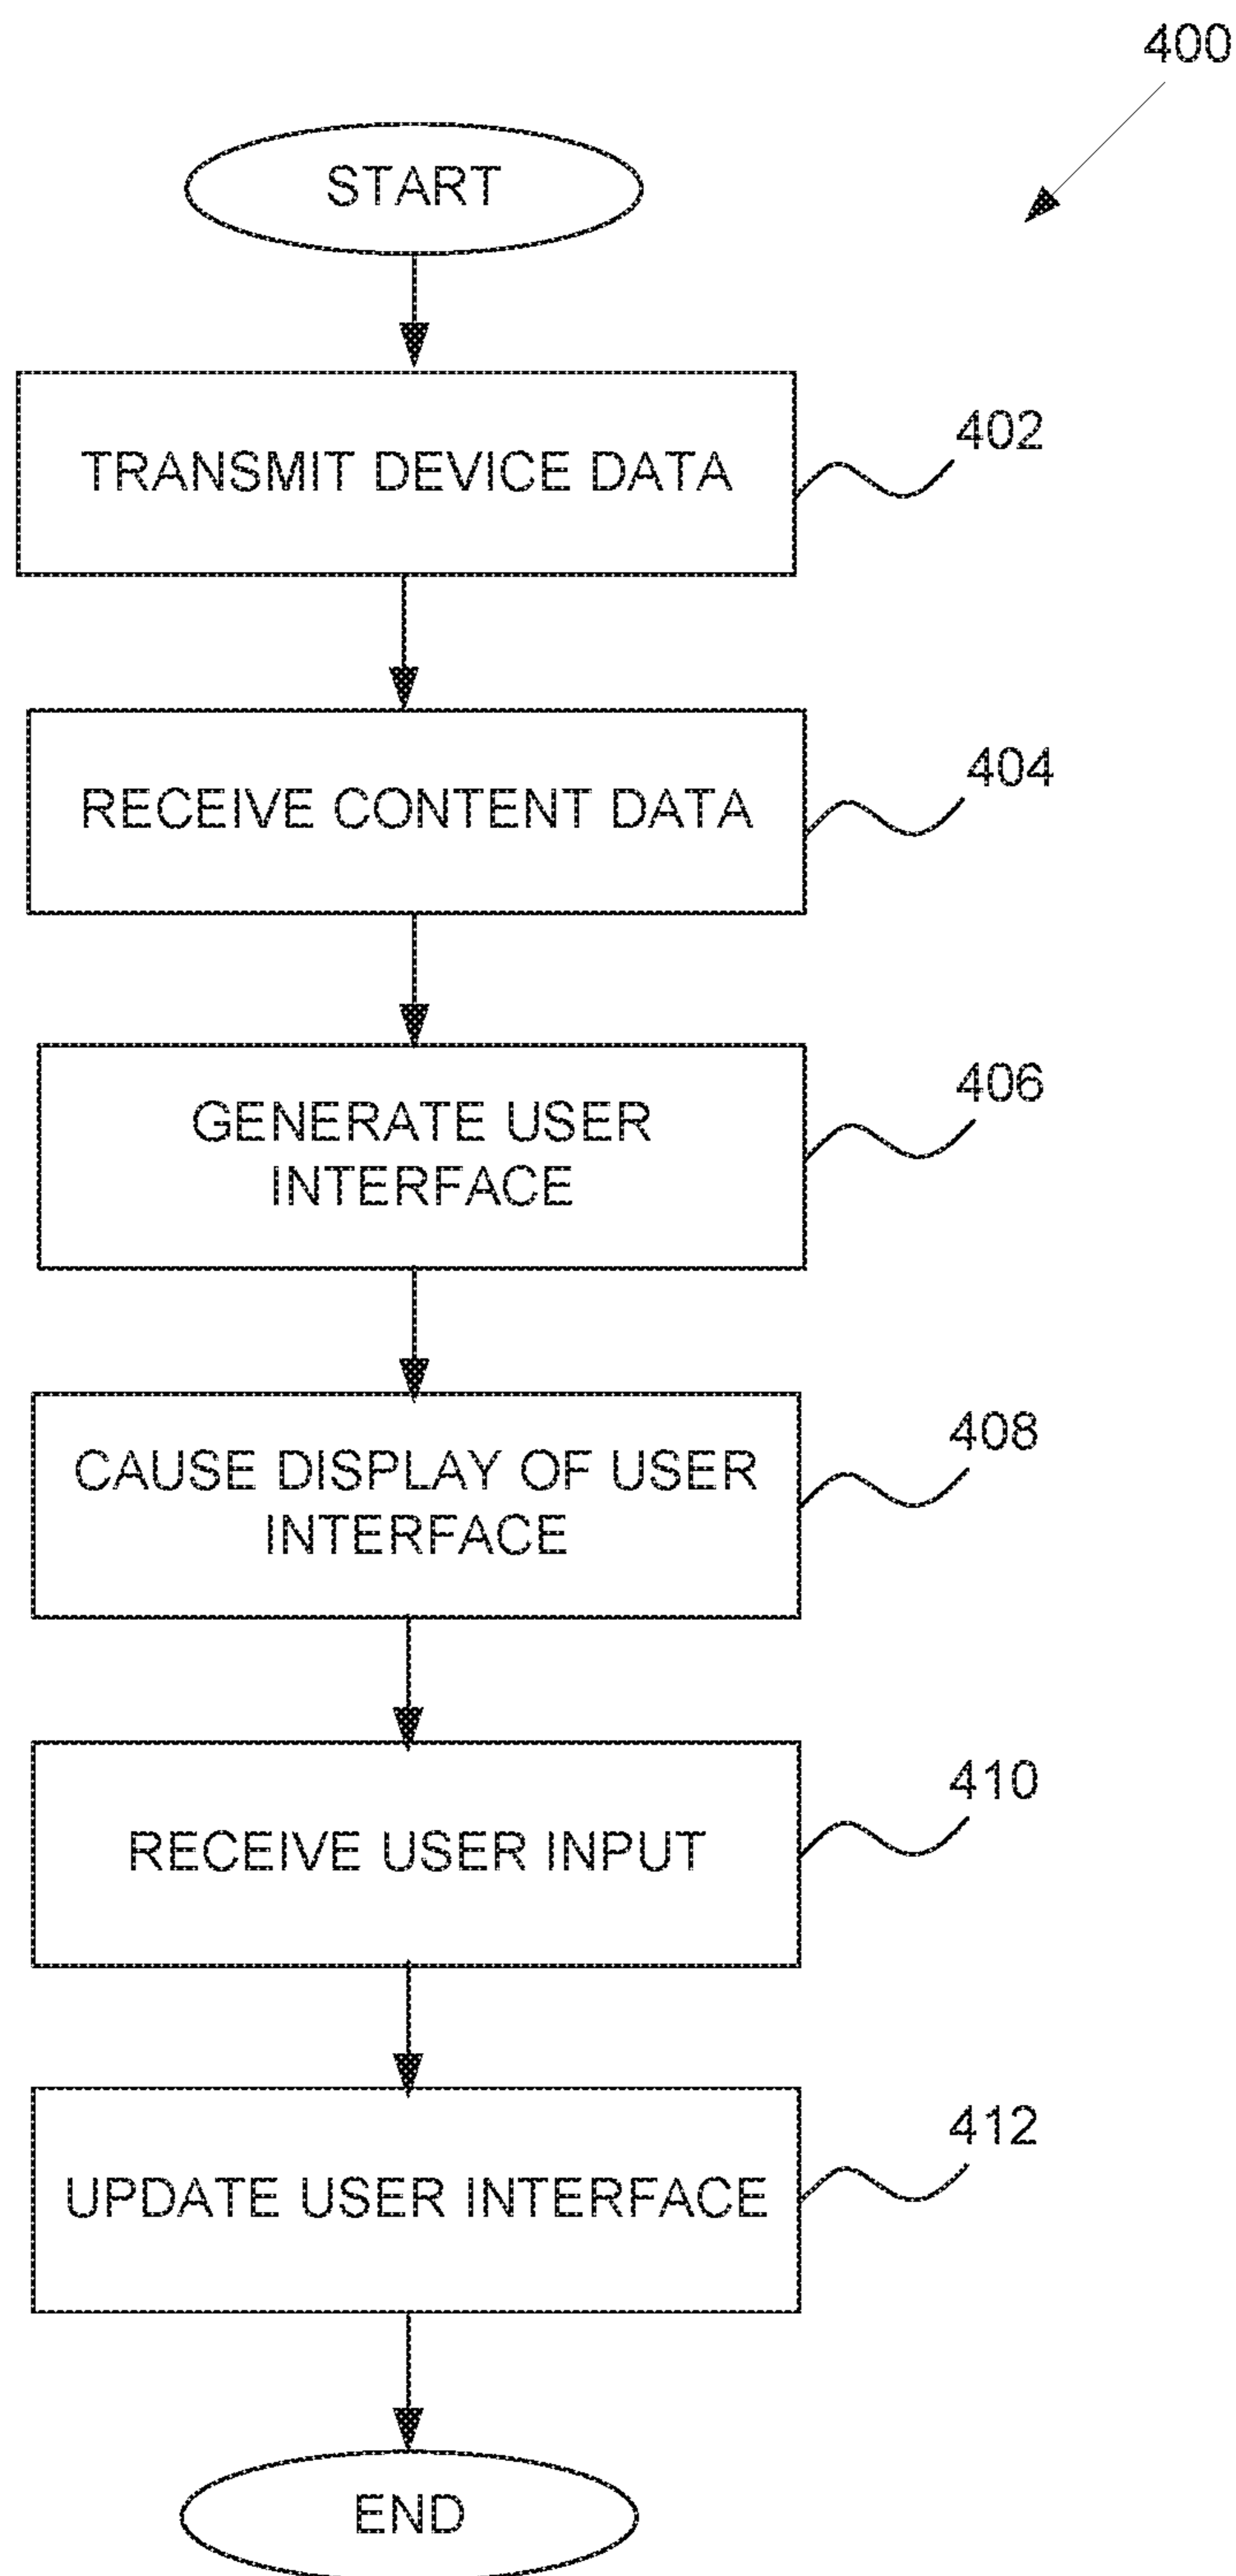 400
START
TRANSMIT DEVICE DATA
402
RECEIVE CONTENT DATA
404
GENERATE USER
INTERFACE
406
CAUSE DISPLAY OF USER
INTERFACE
408
RECEIVE USER INPUT
410
UPDATE USER INTERFACE
412
END